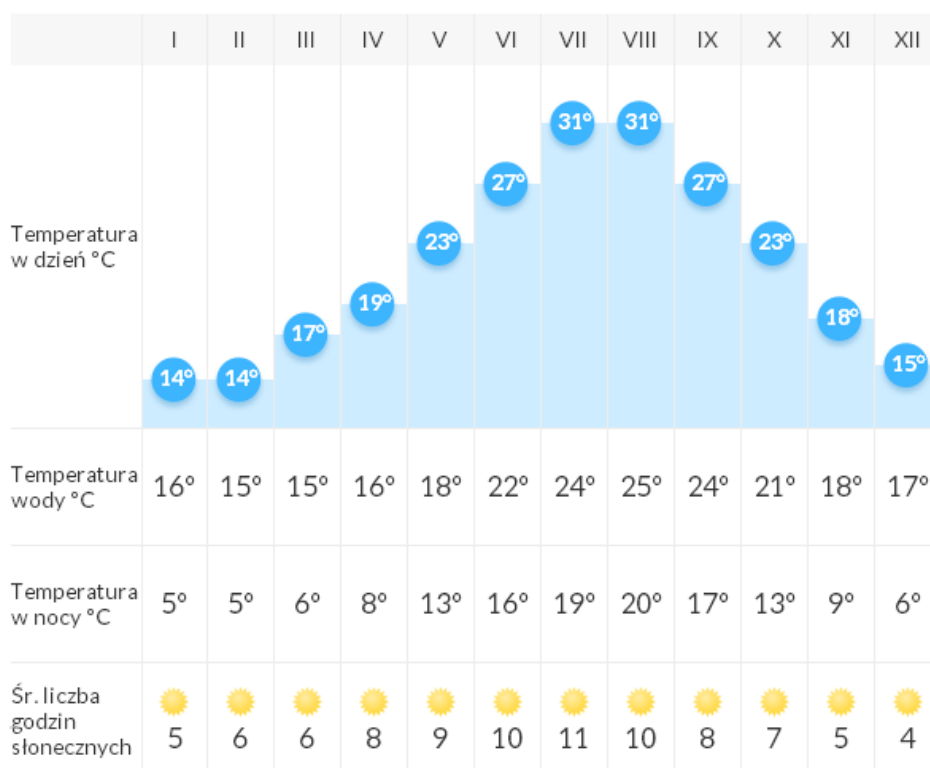 I II III IV V VI VII VIII IX X XI XII
Temperatura
w dzień °C
14° 14° 17° 19° 23° 27° 31° 31° 27° 23° 18° 15°
Temperatura
wody °C
16° 15° 15° 16° 18° 22° 24° 25° 24° 21° 18° 17°
Temperatura
w nocy °C
5° 5° 6° 8° 13° 16° 19° 20° 17° 13° 9° 6°
Śr. liczba
godzin
słonecznych
5 6 6 8 9 10 11 10 8 7 5 4